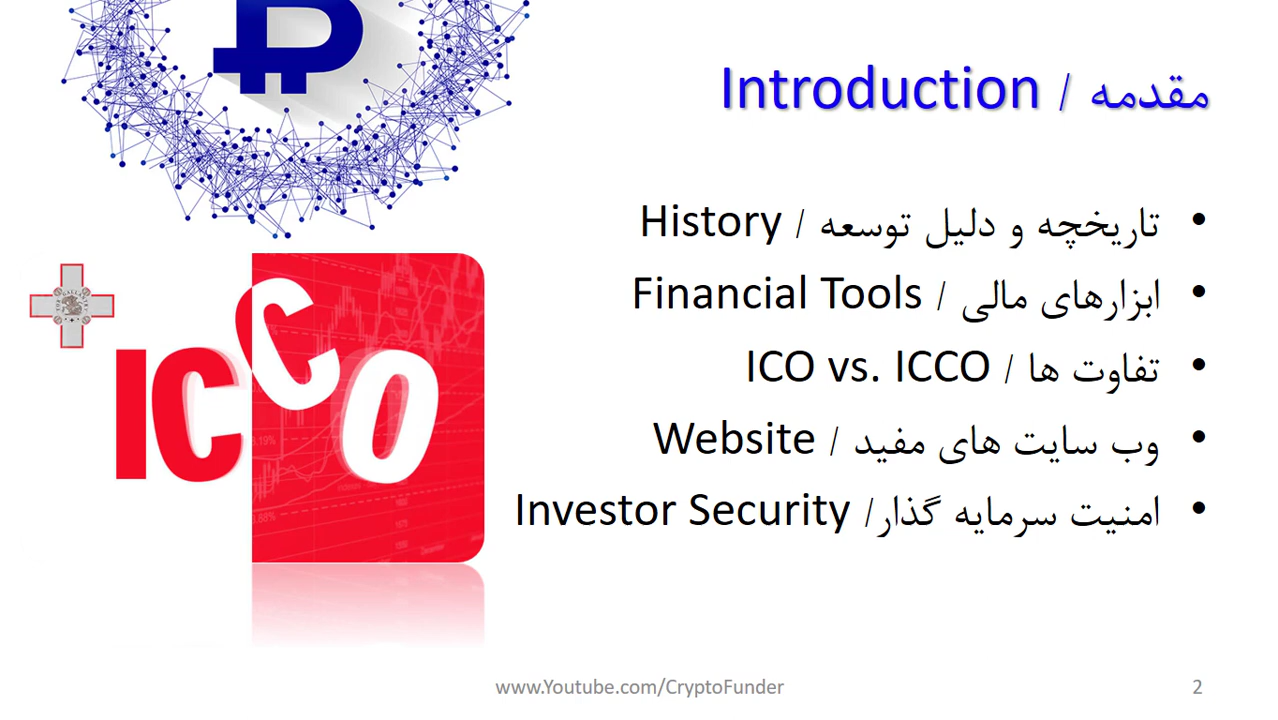 مقدمه / Introduction
تاریخچه و دلیل توسعه / History
ابزارهای مالی / Financial Tools
تفاوت ها / ICO vs. ICCO
وب سایت های مفید / Website
امنیت سرمایه گذار/ Investor Security
ICCO
www.Youtube.com/CryptoFunder
2